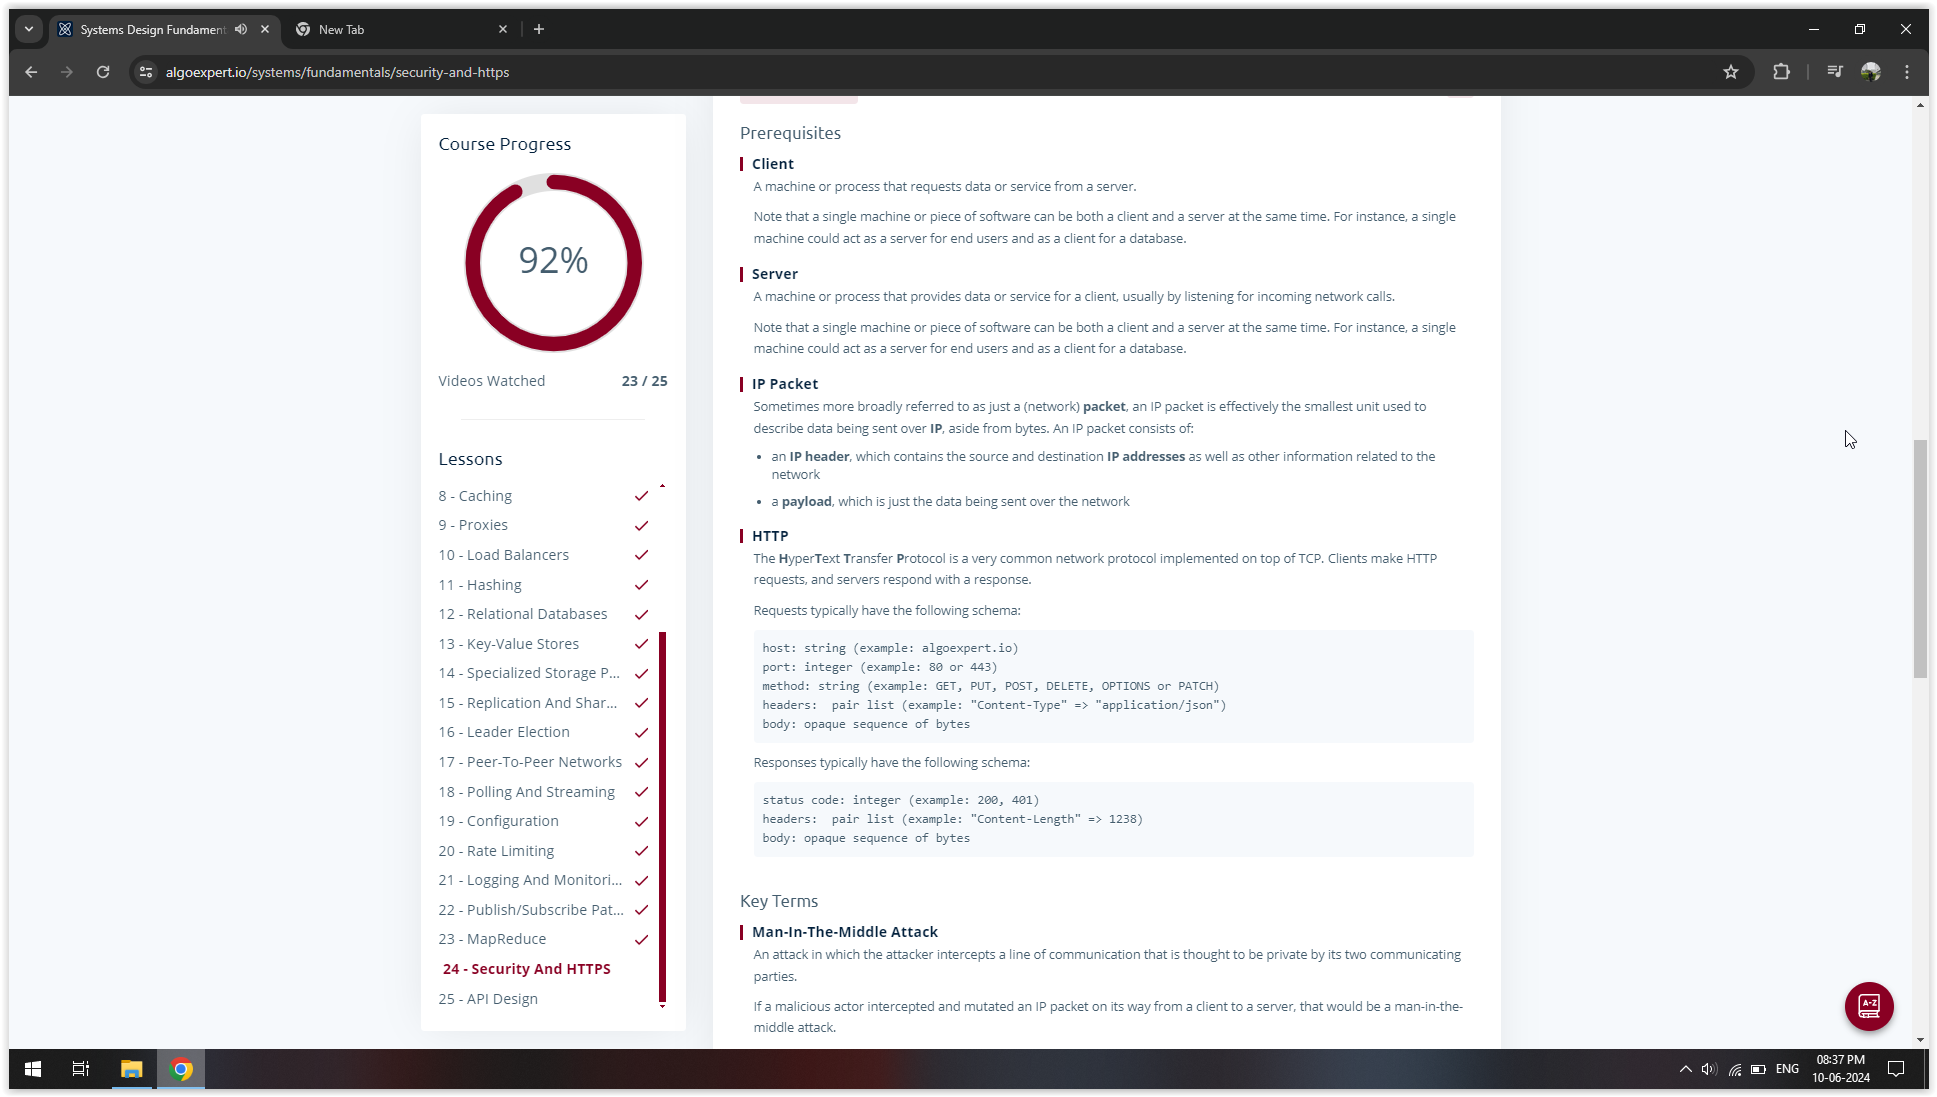 Systems Design Fundament
New Tab
algoexpert.io/systems/fundamentals/security-and-https
Course Progress
92%
Videos Watched 23 / 25
Lessons
8 - Caching
9 - Proxies
10 - Load Balancers
11 - Hashing
12 - Relational Databases
13 - Key-Value Stores
14 - Specialized Storage P...
15 - Replication And Shar...
16 - Leader Election
17 - Peer-To-Peer Networks
18 - Polling And Streaming
19 - Configuration
20 - Rate Limiting
21 - Logging And Monitori...
22 - Publish/Subscribe Pat...
23 - MapReduce
24 - Security And HTTPS
25 - API Design
Prerequisites
Client
A machine or process that requests data or service from a server.
Note that a single machine or piece of software can be both a client and a server at the same time. For instance, a single
machine could act as a server for end users and as a client for a database.
Server
A machine or process that provides data or service for a client, usually by listening for incoming network calls.
Note that a single machine or piece of software can be both a client and a server at the same time. For instance, a single
machine could act as a server for end users and as a client for a database.
IP Packet
Sometimes more broadly referred to as just a (network) packet, an IP packet is effectively the smallest unit used to
describe data being sent over IP, aside from bytes. An IP packet consists of:
• an IP header, which contains the source and destination IP addresses as well as other information related to the
network
• a payload, which is just the data being sent over the network
HTTP
The HyperText Transfer Protocol is a very common network protocol implemented on top of TCP. Clients make HTTP
requests, and servers respond with a response.
Requests typically have the following schema:
host: string (example: algoexpert.io)
port: integer (example: 80 or 443)
method: string (example: GET, PUT, POST, DELETE, OPTIONS or PATCH)
headers:  pair list (example: "Content-Type" => "application/json")
body: opaque sequence of bytes
Responses typically have the following schema:
status code: integer (example: 200, 401)
headers:  pair list (example: "Content-Length" => 1238)
body: opaque sequence of bytes
Key Terms
Man-In-The-Middle Attack
An attack in which the attacker intercepts a line of communication that is thought to be private by its two communicating
parties.
If a malicious actor intercepted and mutated an IP packet on its way from a client to a server, that would be a man-in-the-
middle attack.
A-Z
ENG
08:37 PM
10-06-2024